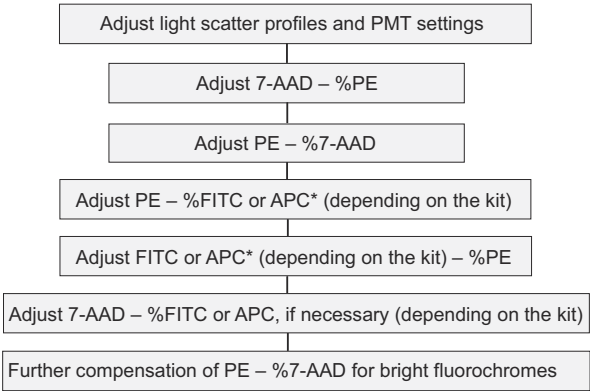 Adjust light scatter profiles and PMT settings
Adjust 7-AAD – %PE
Adjust PE – %7-AAD
Adjust PE – %FITC or APC* (depending on the kit)
Adjust FITC or APC* (depending on the kit) – %PE
Adjust 7-AAD – %FITC or APC, if necessary (depending on the kit)
Further compensation of PE – %7-AAD for bright fluorochromes